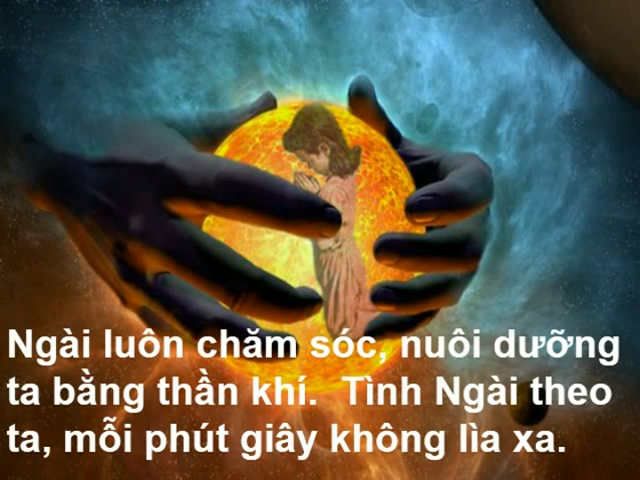 Ngài luôn chăm sóc, nuôi dưỡng
ta bằng thần khí.  Tình Ngài theo
ta, mỗi phút giây không lìa xa.